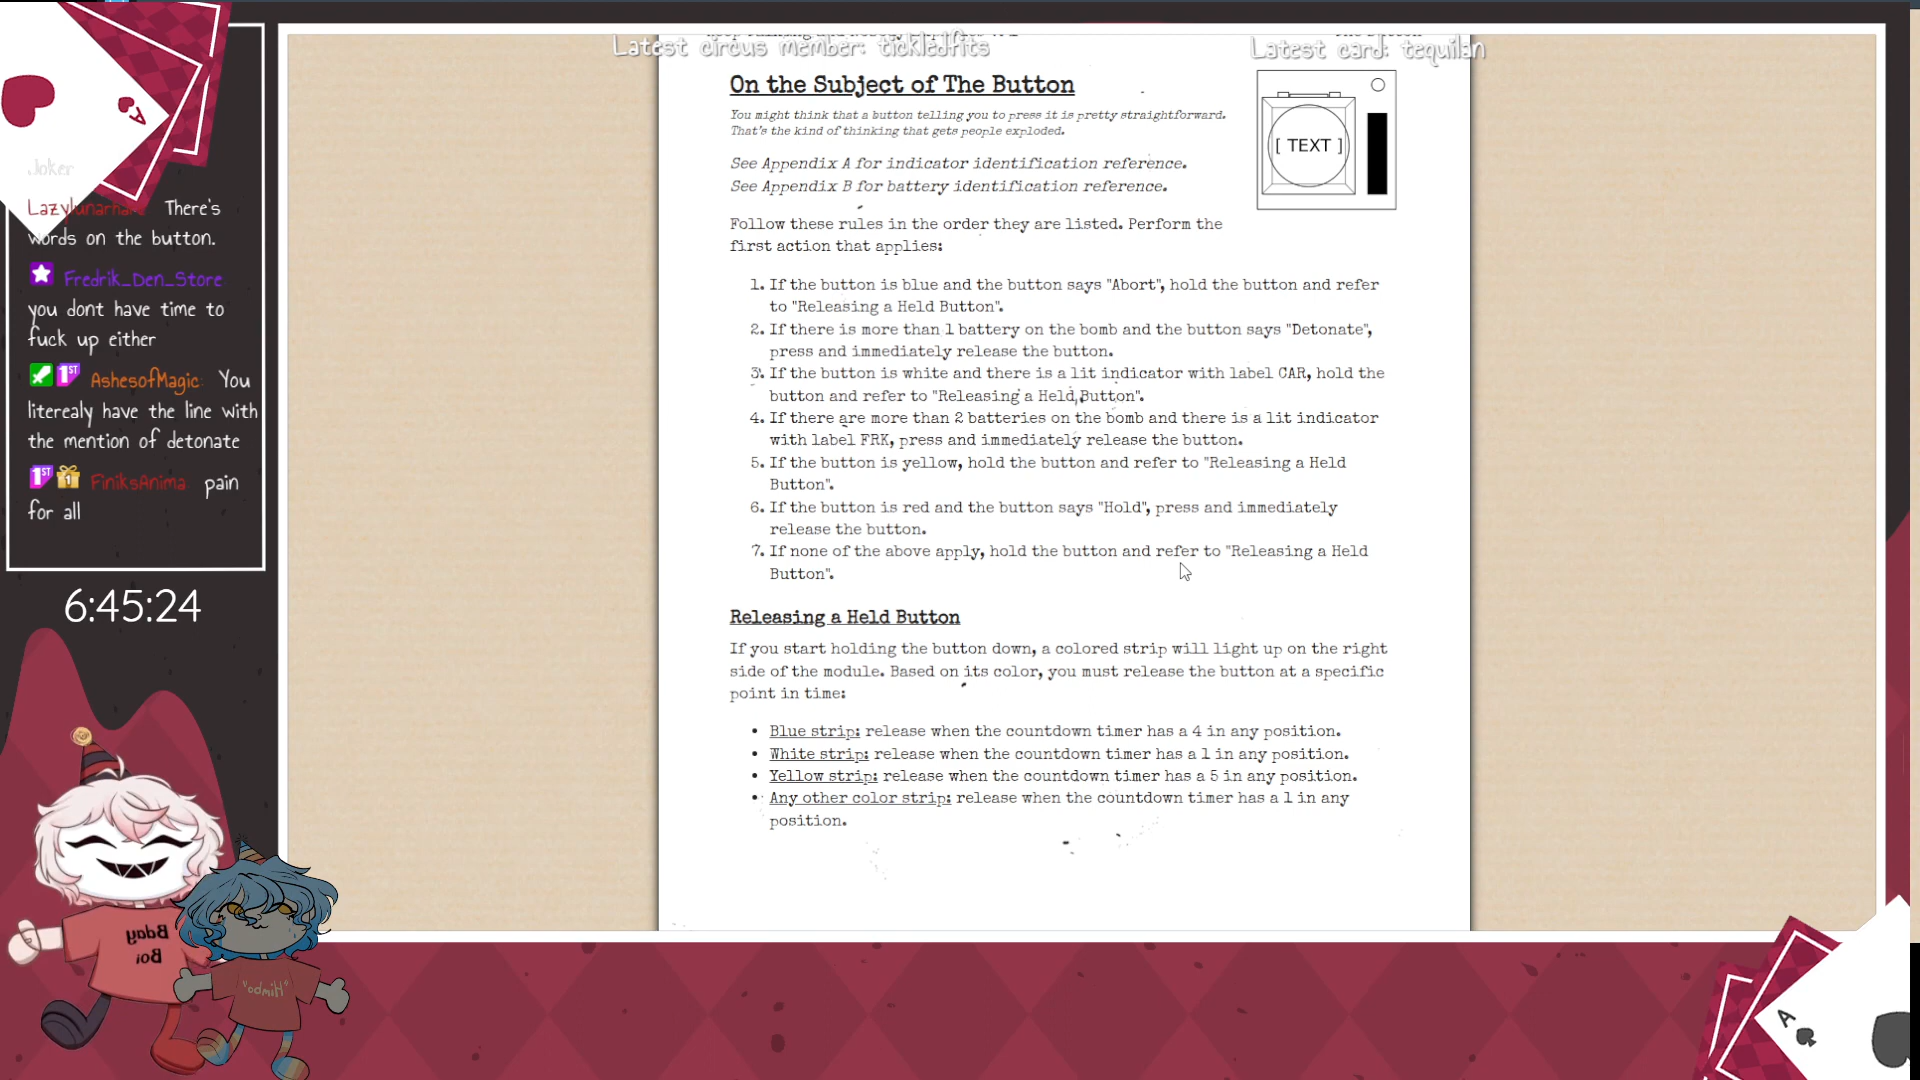 Latest circus member: tickledfits
Latest card: tequilan
On the Subject of The Button
You might think that a button telling you to press it is pretty straightforward.
That's the kind of thinking that gets people exploded.
See Appendix A for indicator identification reference.
See Appendix B for battery identification reference.
[ TEXT ]
Follow these rules in the order they are listed. Perform the
first action that applies:
1. If the button is blue and the button says "Abort", hold the button and refer
to "Releasing a Held Button".
2. If there is more than 1 battery on the bomb and the button says "Detonate",
press and immediately release the button.
3. If the button is white and there is a lit indicator with label CAR, hold the
button and refer to "Releasing a Held Button".
4. If there are more than 2 batteries on the bomb and there is a lit indicator
with label FRK, press and immediately release the button.
5. If the button is yellow, hold the button and refer to "Releasing a Held
Button".
6. If the button is red and the button says "Hold", press and immediately
release the button.
7. If none of the above apply, hold the button and refer to "Releasing a Held
Button".
Releasing a Held Button
If you start holding the button down, a colored strip will light up on the right
side of the module. Based on its color, you must release the button at a specific
point in time:
• Blue strip: release when the countdown timer has a 4 in any position.
• White strip: release when the countdown timer has a 1 in any position.
• Yellow strip: release when the countdown timer has a 5 in any position.
• Any other color strip: release when the countdown timer has a 1 in any
position.
A
Joker
There's
words on the button.
Fredrik_Den_Store
you dont have time to
fuck up either
1ST AshesofMagic: You
literealy have the line with
the mention of detonate
1ST 1 FiniksAnima: pain
for all
6:45:24
Bday
Boi
"Himbo"
A